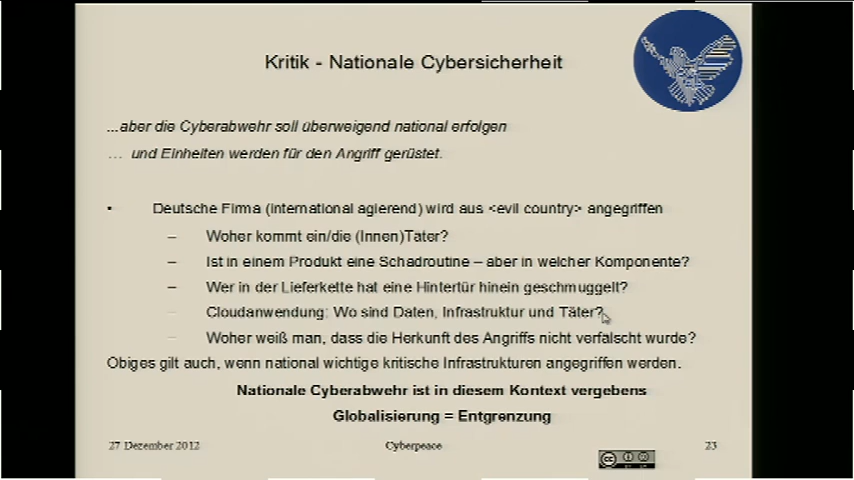 Kritik - Nationale Cybersicherheit
...aber die Cyberabwehr soll überweigend national erfolgen
... und Einheiten werden für den Angriff gerüstet.
• Deutsche Firma (international agierend) wird aus <evil country> angegriffen
– Woher kommt ein/die (Innen)Täter?
– Ist in einem Produkt eine Schadroutine – aber in welcher Komponente?
– Wer in der Lieferkette hat eine Hintertür hinein geschmuggelt?
– Cloudanwendung: Wo sind Daten, Infrastruktur und Täter?
– Woher weiß man, dass die Herkunft des Angriffs nicht verfälscht wurde?
Obiges gilt auch, wenn national wichtige kritische Infrastrukturen angegriffen werden.
Nationale Cyberabwehr ist in diesem Kontext vergebens
Globalisierung = Entgrenzung
27 Dezember 2012 Cyberpeace 23
cc